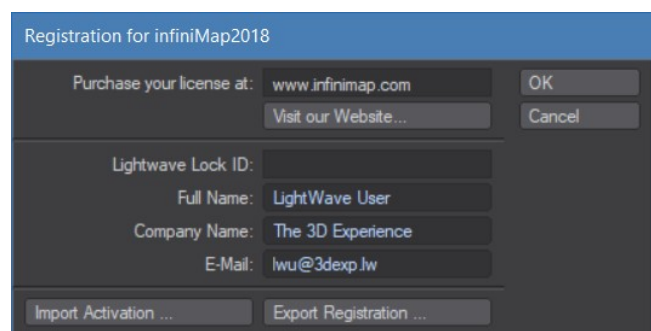 Registration for infiniMap2018
Purchase your license at: www.infinimap.com OK
Visit our Website... Cancel
Lightwave Lock ID:
Full Name: LightWave User
Company Name: The 3D Experience
E-Mail: lwu@3dexp.lw
Import Activation ... Export Registration ...